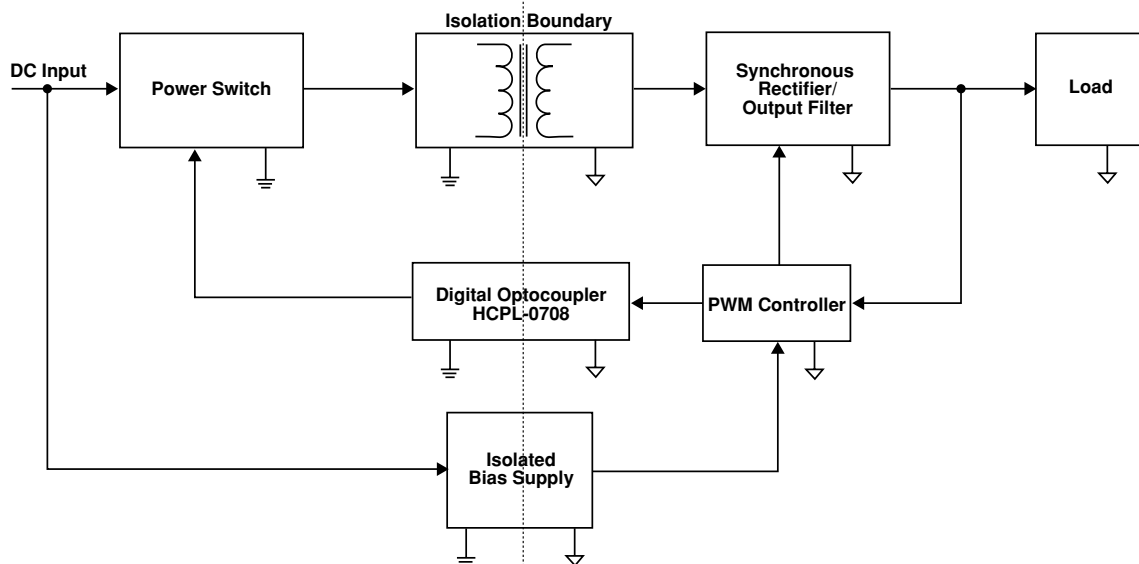 Isolation Boundary
DC Input
Power Switch
Synchronous
Rectifier/
Output Filter
Load
Digital Optocoupler
HCPL-0708
PWM Controller
Isolated
Bias Supply